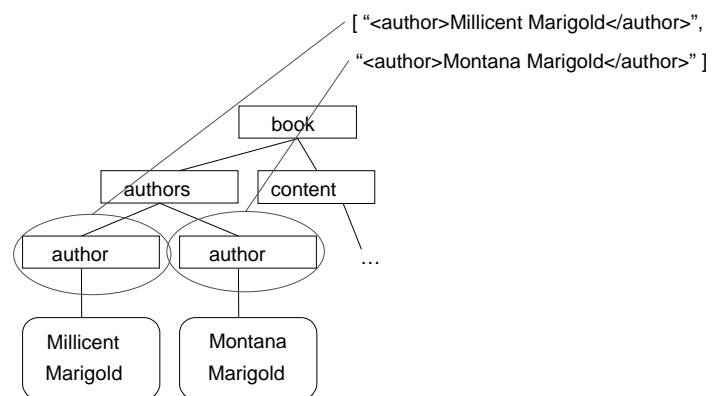 [ “<author>Millicent Marigold</author>”,
“<author>Montana Marigold</author>” ]
book
authors
content
author
author
…
Millicent
Marigold
Montana
Marigold